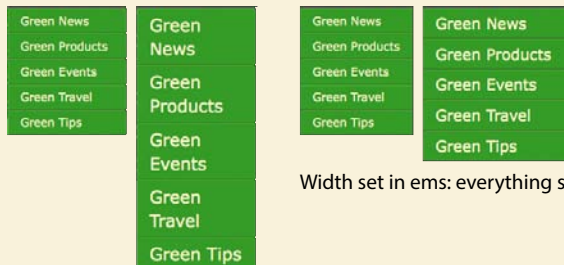 Green News
Green Products
Green Events
Green Travel
Green Tips
Green
News
Green
Products
Green
Events
Green
Travel
Green Tips
Green News
Green Products
Green Events
Green Travel
Green Tips
Green News
Green Products
Green Events
Green Travel
Green Tips
Width set in ems: everything s